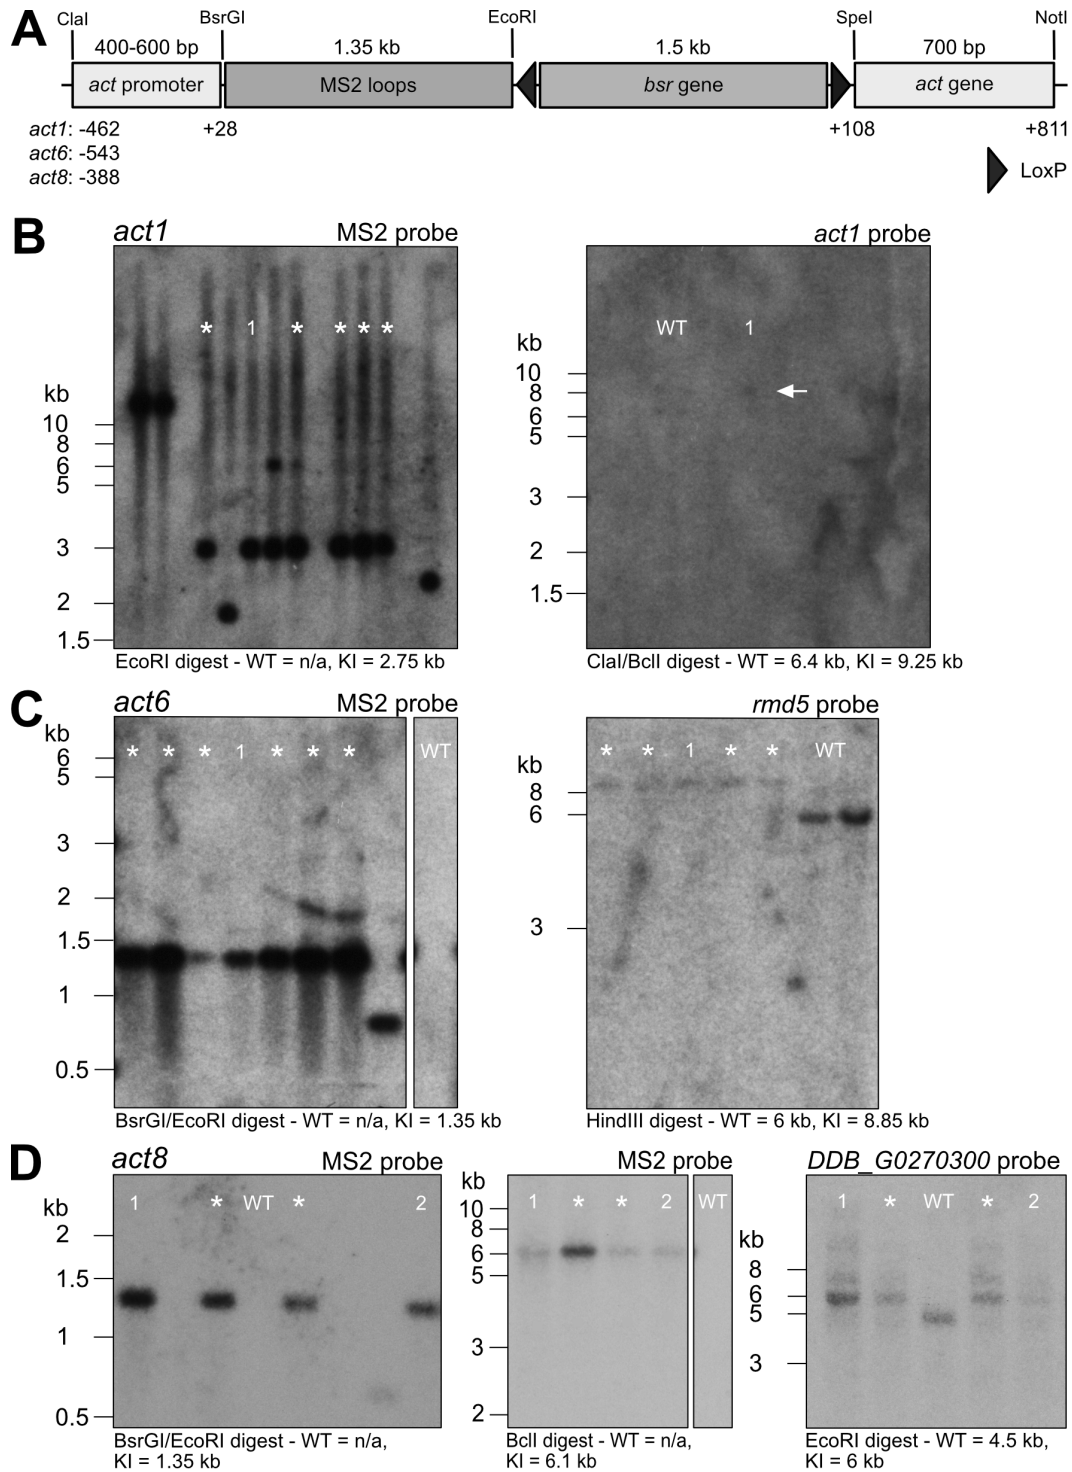 A
ClaI BsrGI EcoRI SpeI NotI
400-600 bp 1.35 kb 1.5 kb 700 bp
act promoter MS2 loops bsr gene act gene
act1: -462 +28 +108 +811
act6: -543
act8: -388
LoxP
B
act1 MS2 probe
* 1 * * * *
kb
10
8
6
5
3
2
1.5
EcoRI digest - WT = n/a, KI = 2.75 kb
act1 probe
WT 1
kb
10
8
6
5
3
2
1.5
ClaI/BclI digest - WT = 6.4 kb, KI = 9.25 kb
C
act6 MS2 probe
* * * 1 * * * WT
kb
6
5
3
2
1.5
1
0.5
BsrGI/EcoRI digest - WT = n/a, KI = 1.35 kb
rmd5 probe
* * 1 * * WT
kb
8
6
3
HindIII digest - WT = 6 kb, KI = 8.85 kb
D
act8 MS2 probe
1 * WT * 2
kb
2
1.5
1
0.5
BsrGI/EcoRI digest - WT = n/a,
KI = 1.35 kb
MS2 probe
1 * * 2 WT
kb
10
8
6
5
3
2
BclI digest - WT = n/a,
KI = 6.1 kb
DDB_G0270300 probe
1 * WT * 2
kb
8
6
5
3
EcoRI digest - WT = 4.5 kb,
KI = 6 kb